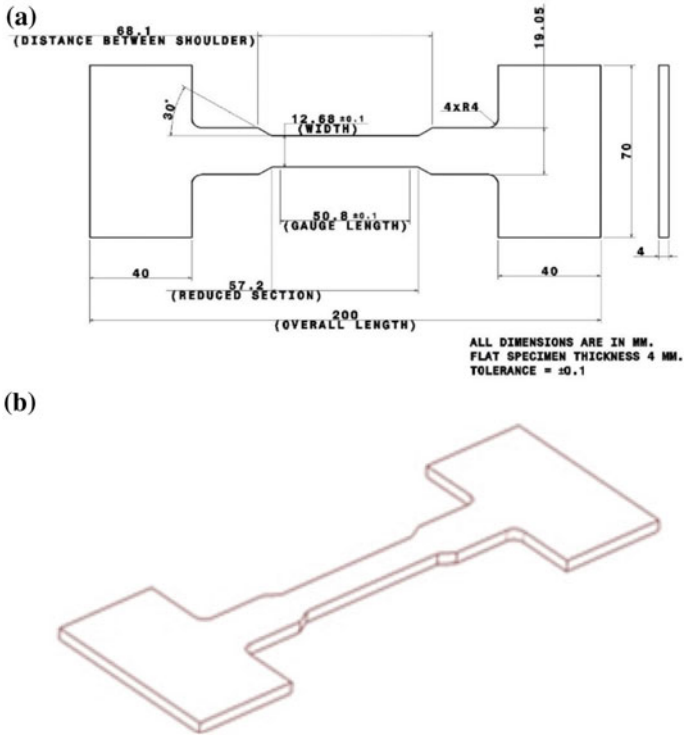 (a)
68.1
(DISTANCE BETWEEN SHOULDER)
19.05
30°
12.68 ±0.1
(WIDTH)
4xR4
70
50.8 ±0.1
(GAUGE LENGTH)
4
40
40
57.2
(REDUCED SECTION)
200
(OVERALL LENGTH)
ALL DIMENSIONS ARE IN MM.
FLAT SPECIMEN THICKNESS 4 MM.
TOLERANCE = ±0.1
(b)